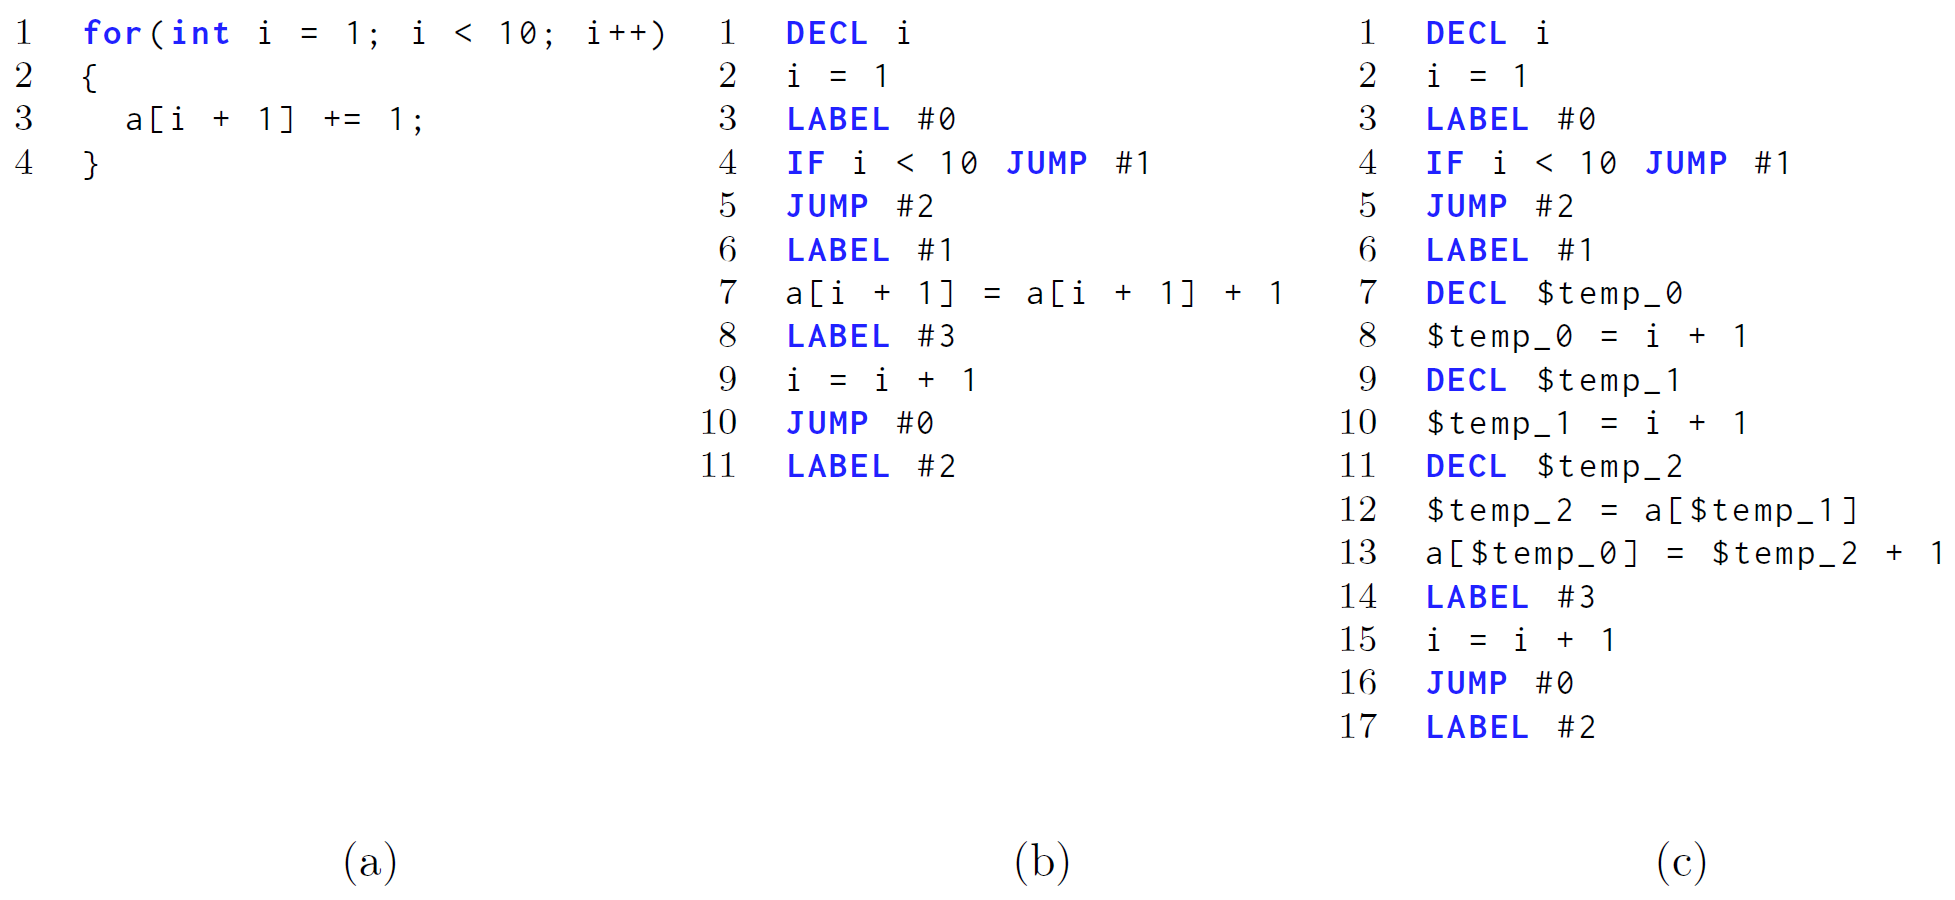 1 for(int i = 1; i < 10; i++)
2 {
3 a[i + 1] += 1;
4 }
(a)
1 DECL i
2 i = 1
3 LABEL #0
4 IF i < 10 JUMP #1
5 JUMP #2
6 LABEL #1
7 a[i + 1] = a[i + 1] + 1
8 LABEL #3
9 i = i + 1
10 JUMP #0
11 LABEL #2
(b)
1 DECL i
2 i = 1
3 LABEL #0
4 IF i < 10 JUMP #1
5 JUMP #2
6 LABEL #1
7 DECL $temp_0
8 $temp_0 = i + 1
9 DECL $temp_1
10 $temp_1 = i + 1
11 DECL $temp_2
12 $temp_2 = a[$temp_1]
13 a[$temp_0] = $temp_2 + 1
14 LABEL #3
15 i = i + 1
16 JUMP #0
17 LABEL #2
(c)